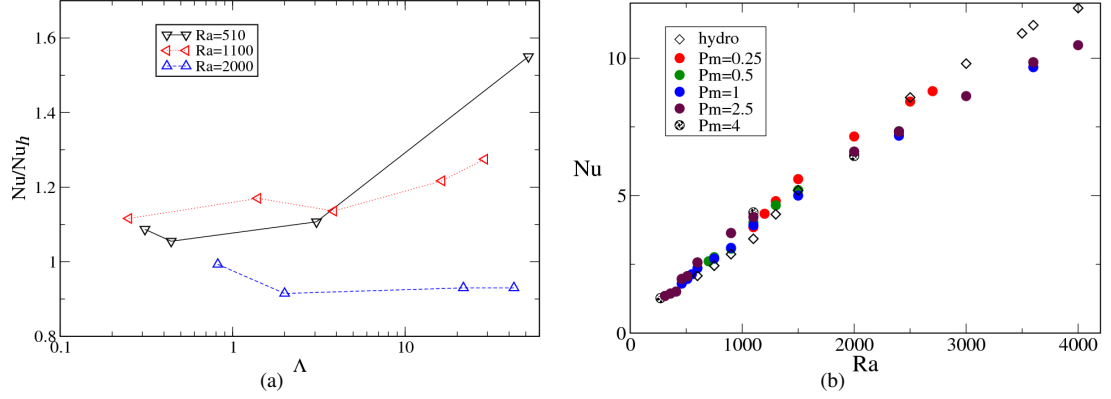 1.6
1.4
1.2
1
0.8
Nu/Nuh
Ra=510
Ra=1100
Ra=2000
0.1
1
10
Λ
(a)
10
5
0
Nu
hydro
Pm=0.25
Pm=0.5
Pm=1
Pm=2.5
Pm=4
0
1000
2000
3000
4000
Ra
(b)